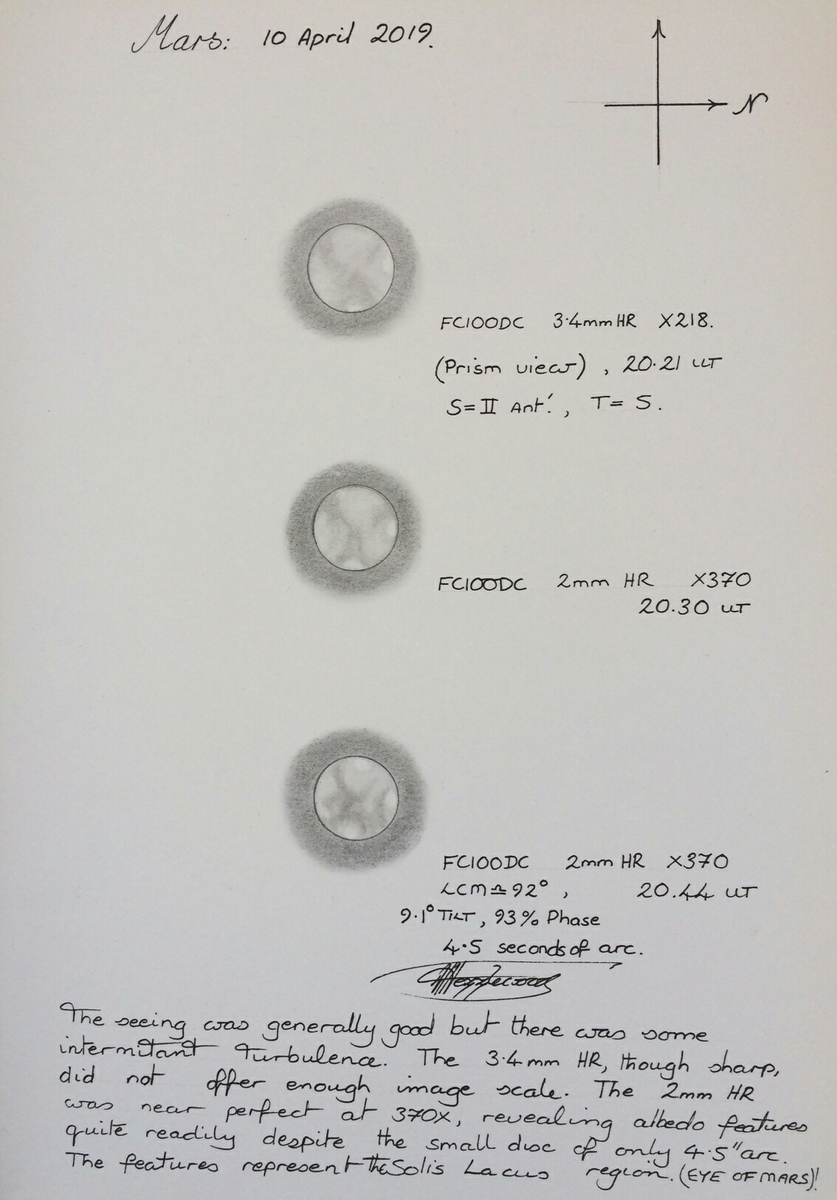 Mars: 10 April 2019.
N
FC100DC 3.4mm HR X218.
(Prism view), 20.21 UT
S=II Ant!, T= 5.
FC100DC 2mm HR X370
20.30 UT
FC100DC 2mm HR X370
LCM≏92°, 20.44 UT
9.1° TILT, 93% Phase
4.5 seconds of arc.
The seeing was generally good but there was some
intermitant Turbulence. The 3.4mm HR, though sharp,
did not offer enough image scale. The 2mm HR
was near perfect at 370X, revealing albedo features
quite readily despite the small disc of only 4.5" arc.
The features represent the Solis Lacus region. (EYE OF MARS)!